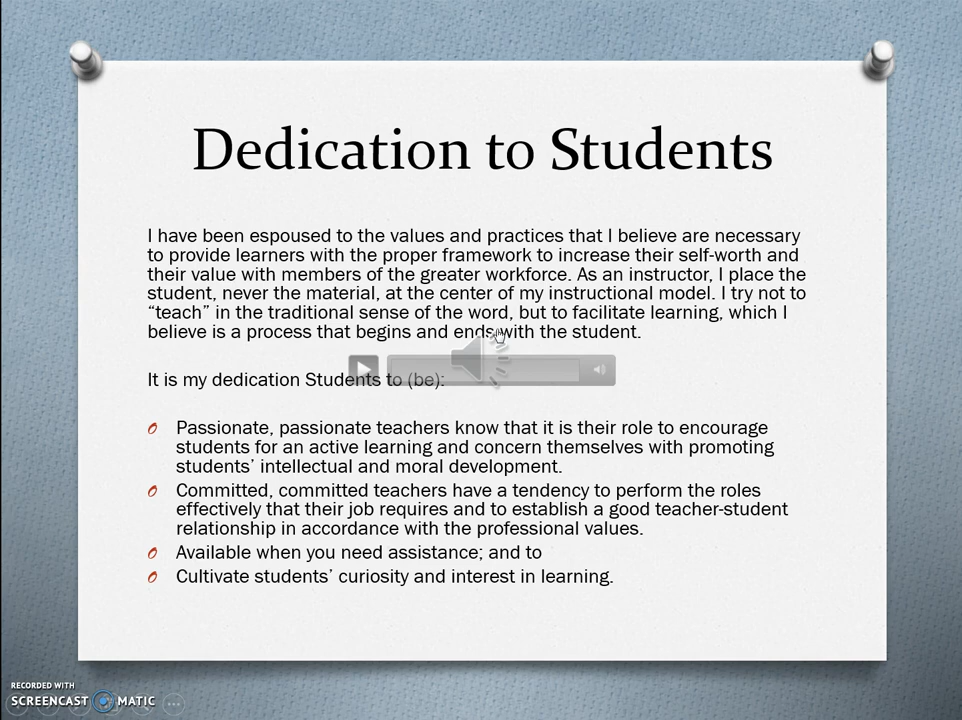 Dedication to Students
I have been espoused to the values and practices that I believe are necessary
to provide learners with the proper framework to increase their self-worth and
their value with members of the greater workforce. As an instructor, I place the
student, never the material, at the center of my instructional model. I try not to
“teach” in the traditional sense of the word, but to facilitate learning, which I
believe is a process that begins and ends with the student.
It is my dedication Students to (be):
Passionate, passionate teachers know that it is their role to encourage
students for an active learning and concern themselves with promoting
students’ intellectual and moral development.
Committed, committed teachers have a tendency to perform the roles
effectively that their job requires and to establish a good teacher-student
relationship in accordance with the professional values.
Available when you need assistance; and to
Cultivate students’ curiosity and interest in learning.
RECORDED WITH
SCREENCAST MATIC